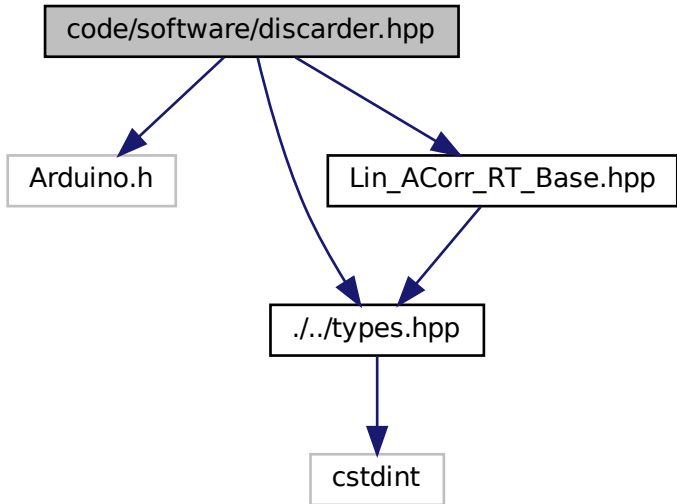 code/software/discarder.hpp
Arduino.h
Lin_ACorr_RT_Base.hpp
./../types.hpp
cstdint